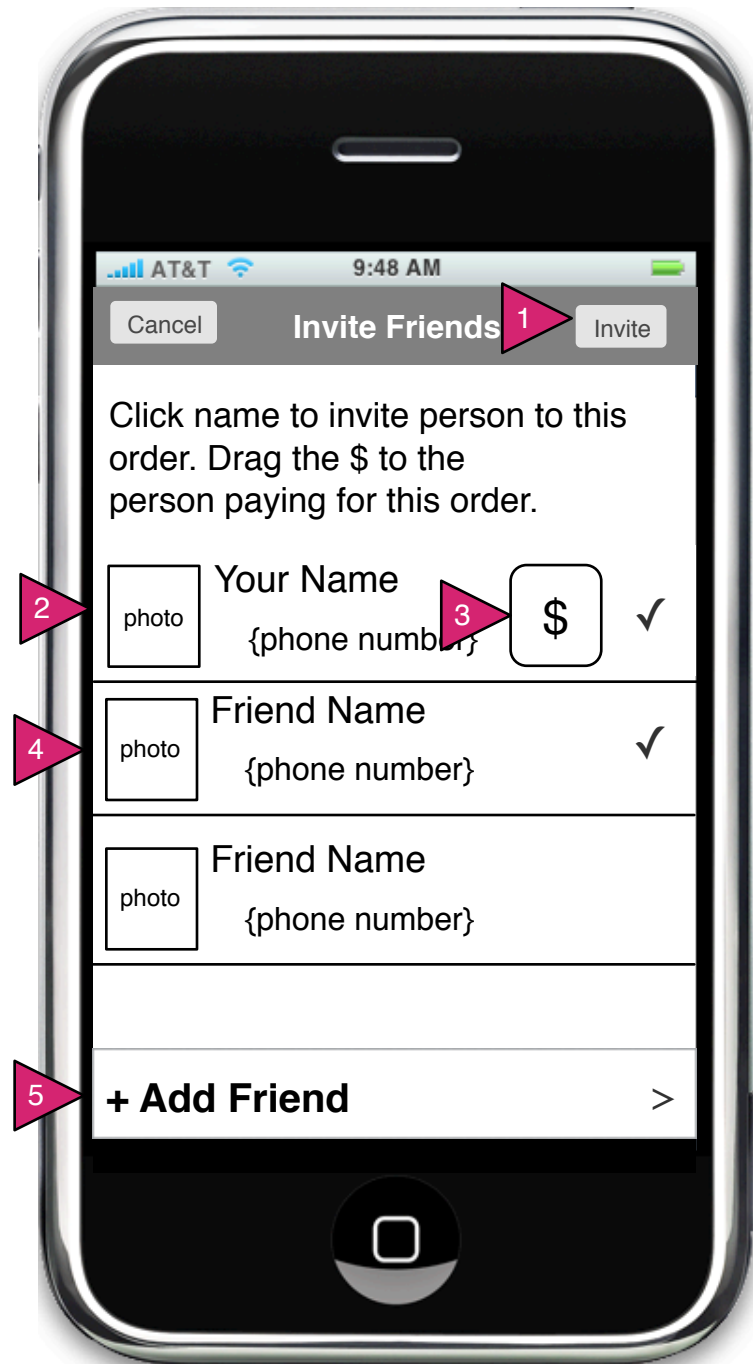 AT&T 9:48 AM
Cancel Invite Friends 1 Invite
Click name to invite person to this
order. Drag the $ to the
person paying for this order.
Your Name
2 photo 3 $ ✓
{phone number}
Friend Name
4 photo ✓
{phone number}
Friend Name
photo
{phone number}
5 + Add Friend >